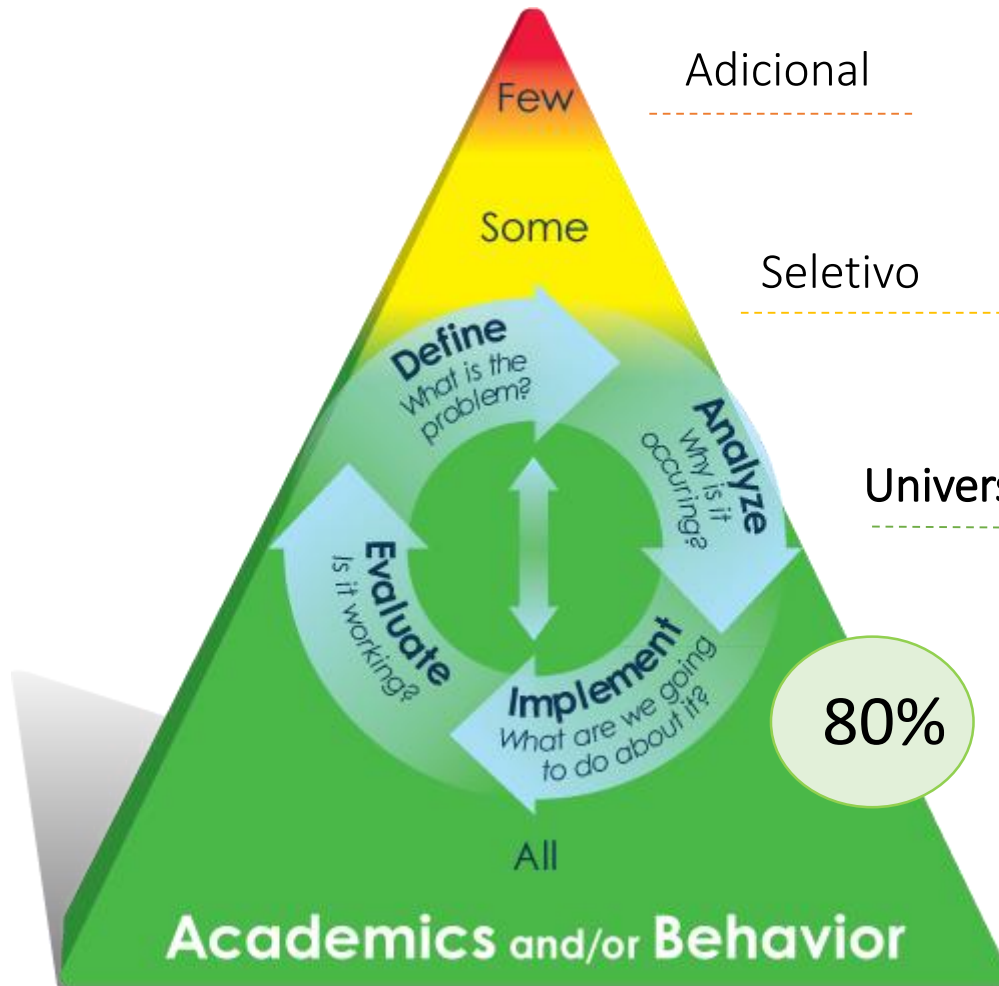 Few
Adicional
Some
Seletivo
Define
What is the
problem?
Analyze
Why is it
occuring?
Univers
Evaluate
Is it working?
Implement
What are we going
to do about it?
80%
All
Academics and/or Behavior